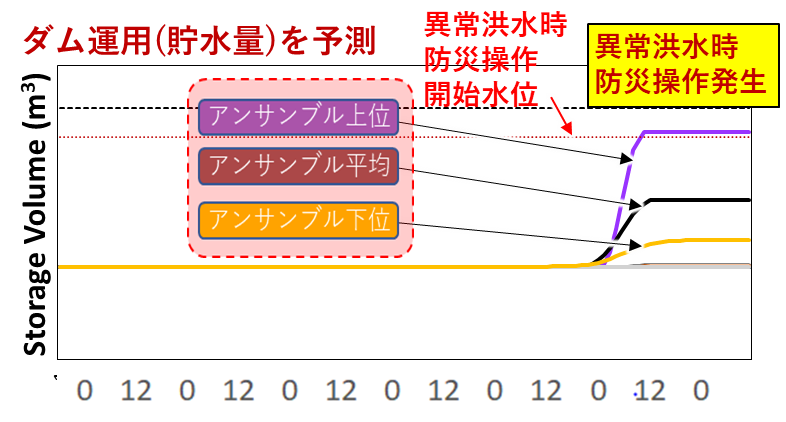 ダム運用(貯水量)を予測
異常洪水時
防災操作
開始水位
異常洪水時
防災操作発生
アンサンブル上位
アンサンブル平均
アンサンブル下位
Storage Volume (m³)
0 12 0 12 0 12 0 12 0 12 0 12 0